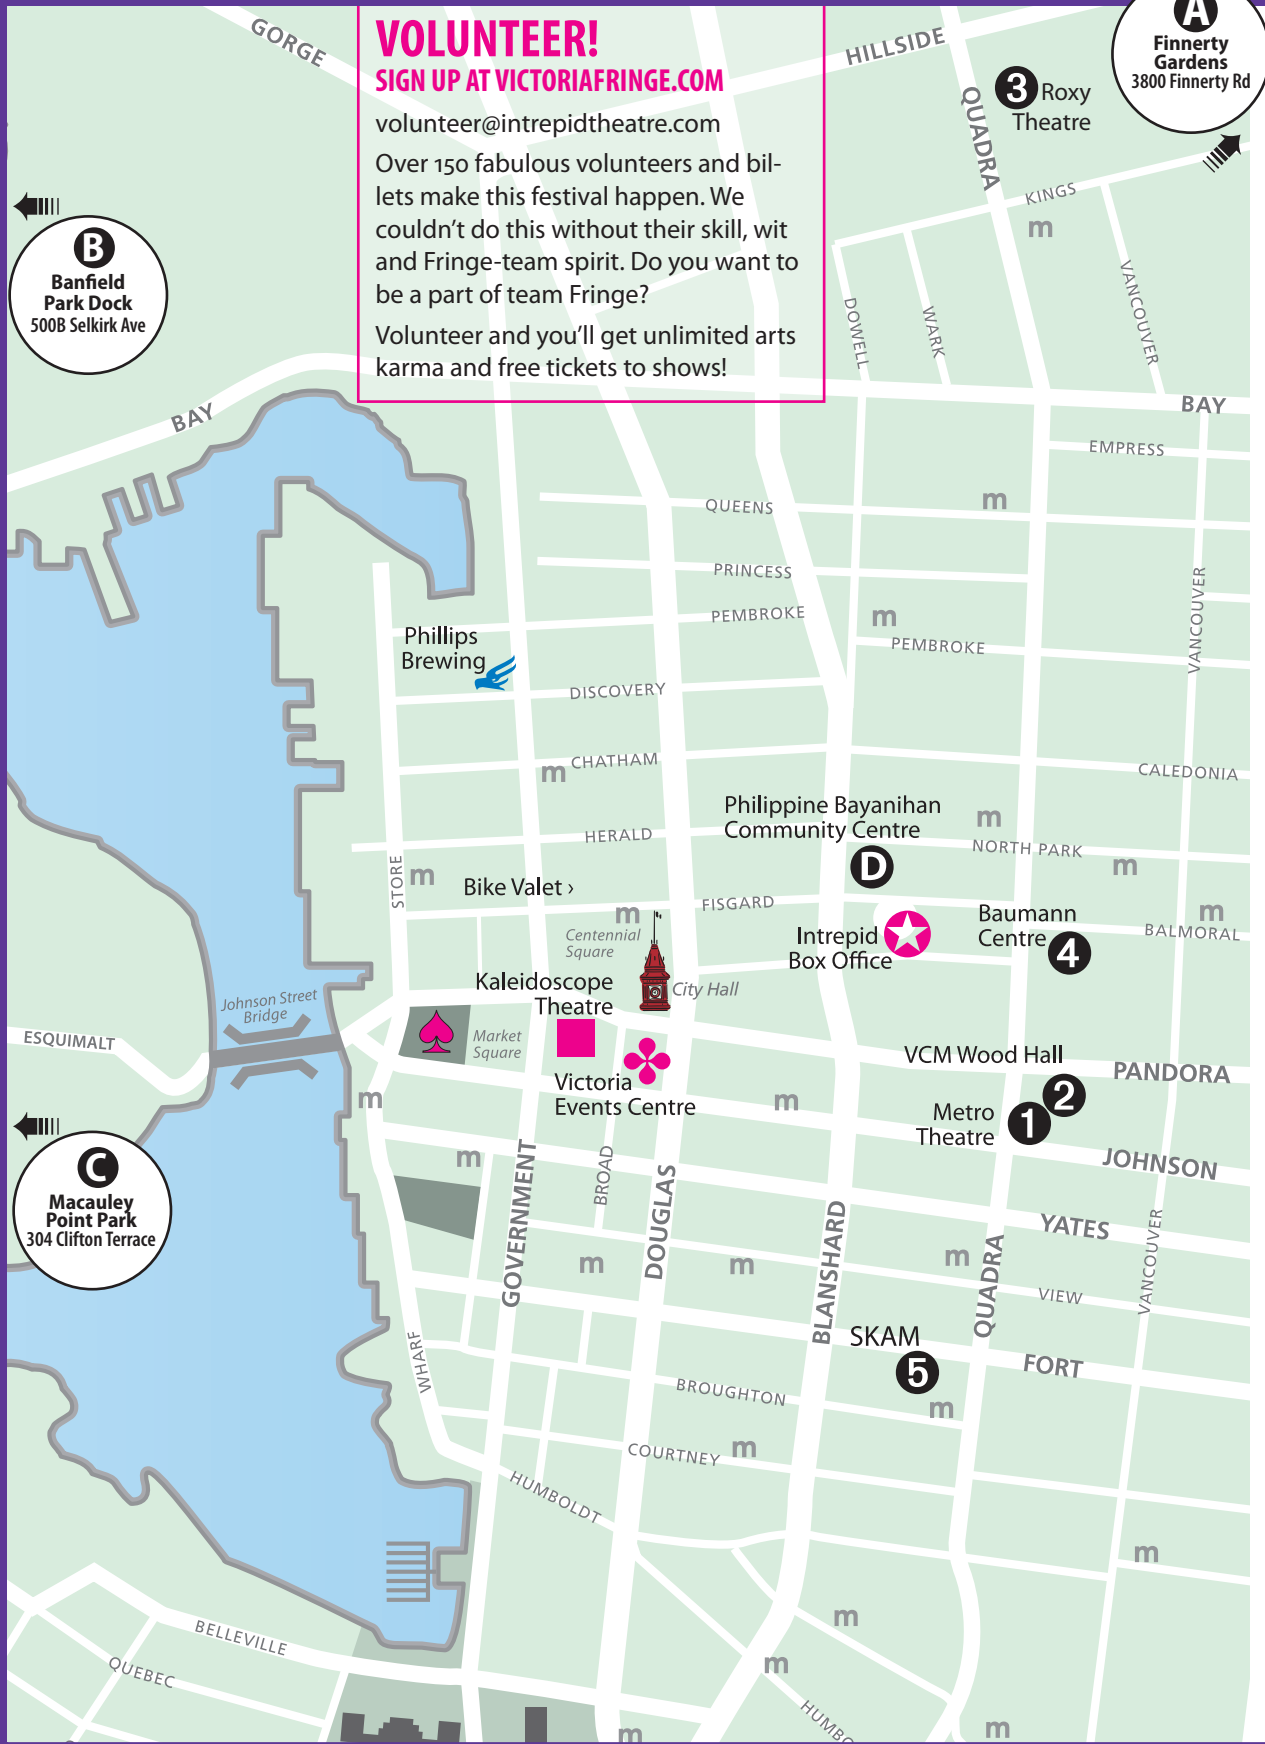 GORGE
VOLUNTEER!
SIGN UP AT VICTORIAFRINGE.COM
volunteer@intrepidtheatre.com
Over 150 fabulous volunteers and bil-
lets make this festival happen. We
couldn't do this without their skill, wit
and Fringe-team spirit. Do you want to
be a part of team Fringe?
Volunteer and you'll get unlimited arts
karma and free tickets to shows!
HILLSIDE
A
Finnerty
Gardens
3800 Finnerty Rd
QUADRA
3 Roxy
Theatre
KINGS
m
B
Banfield
Park Dock
500B Selkirk Ave
DOWELL
WARK
VANCOUVER
BAY
BAY
EMPRESS
QUEENS
m
PRINCESS
PEMBROKE
m
PEMBROKE
VANCOUVER
Phillips
Brewing
DISCOVERY
CHATHAM
m
CALEDONIA
Philippine Bayanihan
Community Centre
D
m
HERALD
NORTH PARK
m
STORE
m
Bike Valet ›
m
FISGARD
Centennial
Square
Intrepid
Box Office
Baumann
Centre 4
m
BALMORAL
Kaleidoscope
Theatre
City Hall
Johnson Street
Bridge
ESQUIMALT
Market
Square
Victoria
Events Centre
VCM Wood Hall
2
PANDORA
m
m
Metro
Theatre
1
JOHNSON
C
Macauley
Point Park
304 Clifton Terrace
m
GOVERNMENT
BROAD
DOUGLAS
m
m
BLANSHARD
m
QUADRA
YATES
VIEW
VANCOUVER
SKAM
5
FORT
WHARF
BROUGHTON
m
COURTNEY
m
HUMBOLDT
m
BELLEVILLE
QUEBEC
m
m
HUMBO
m
m